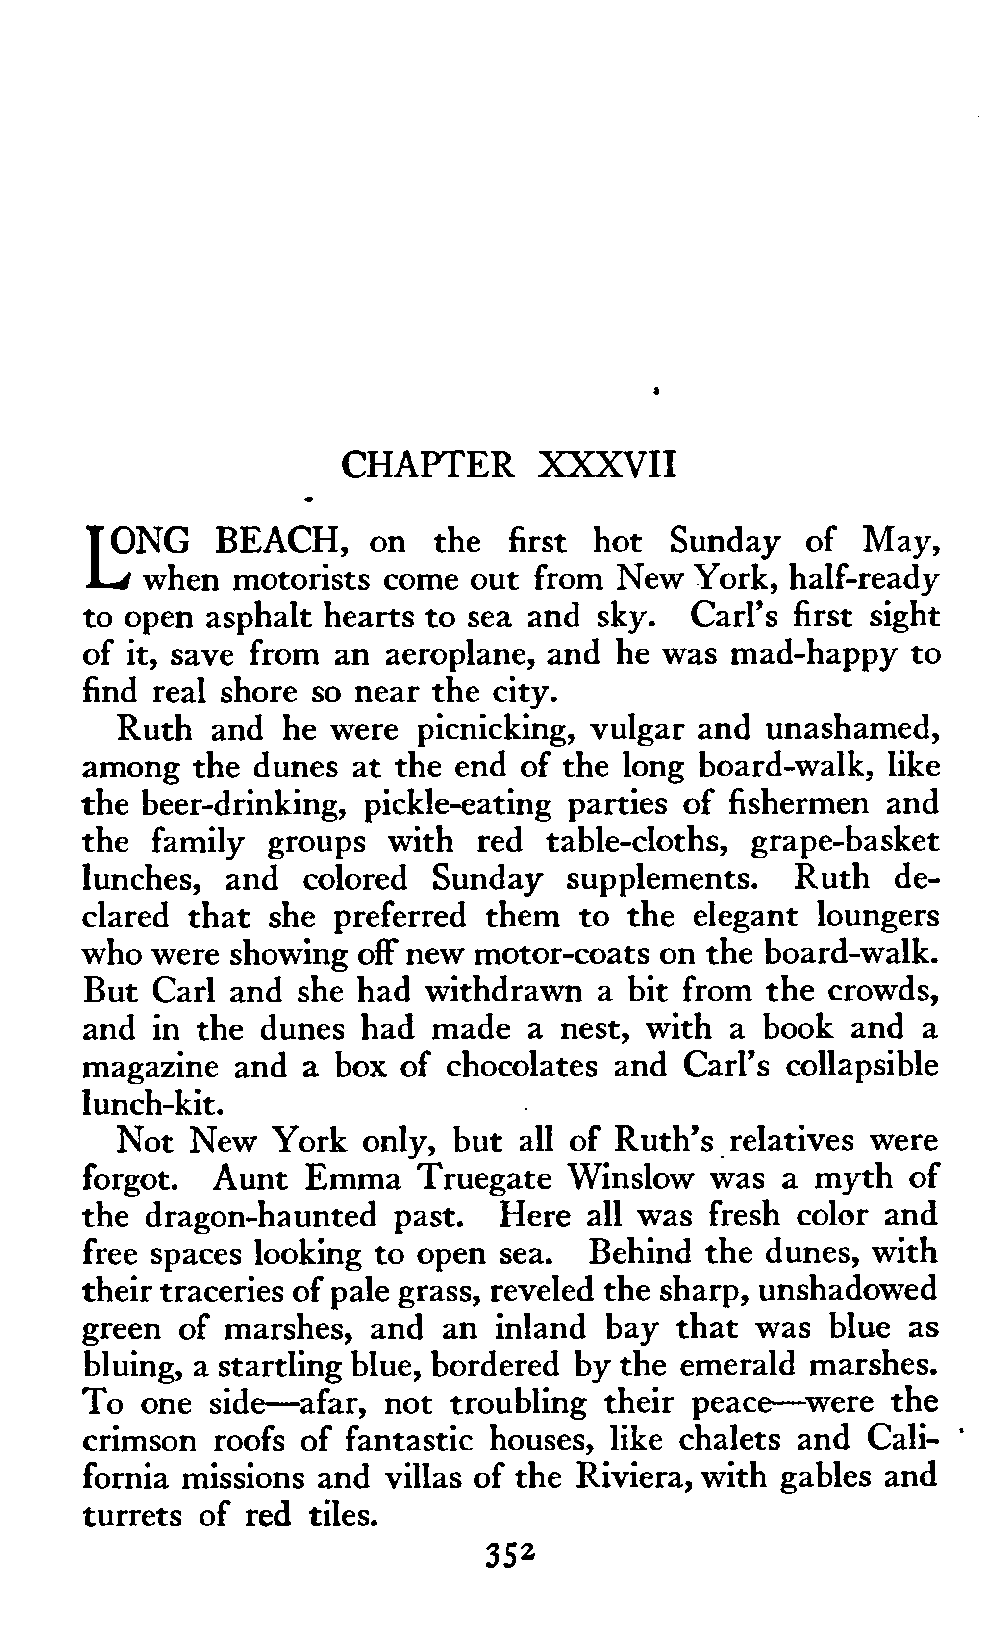 CHAPTER XXXVII
LONG BEACH, on the first hot Sunday of May,
when motorists come out from New York, half-ready
to open asphalt hearts to sea and sky. Carl's first sight
of it, save from an aeroplane, and he was mad-happy to
find real shore so near the city.
Ruth and he were picnicking, vulgar and unashamed,
among the dunes at the end of the long board-walk, like
the beer-drinking, pickle-eating parties of fishermen and
the family groups with red table-cloths, grape-basket
lunches, and colored Sunday supplements. Ruth de-
clared that she preferred them to the elegant loungers
who were showing off new motor-coats on the board-walk.
But Carl and she had withdrawn a bit from the crowds,
and in the dunes had made a nest, with a book and a
magazine and a box of chocolates and Carl's collapsible
lunch-kit.
Not New York only, but all of Ruth's relatives were
forgot. Aunt Emma Truegate Winslow was a myth of
the dragon-haunted past. Here all was fresh color and
free spaces looking to open sea. Behind the dunes, with
their traceries of pale grass, reveled the sharp, unshadowed
green of marshes, and an inland bay that was blue as
bluing, a startling blue, bordered by the emerald marshes.
To one side—afar, not troubling their peace—were the
crimson roofs of fantastic houses, like chalets and Cali-
fornia missions and villas of the Riviera, with gables and
turrets of red tiles.
352